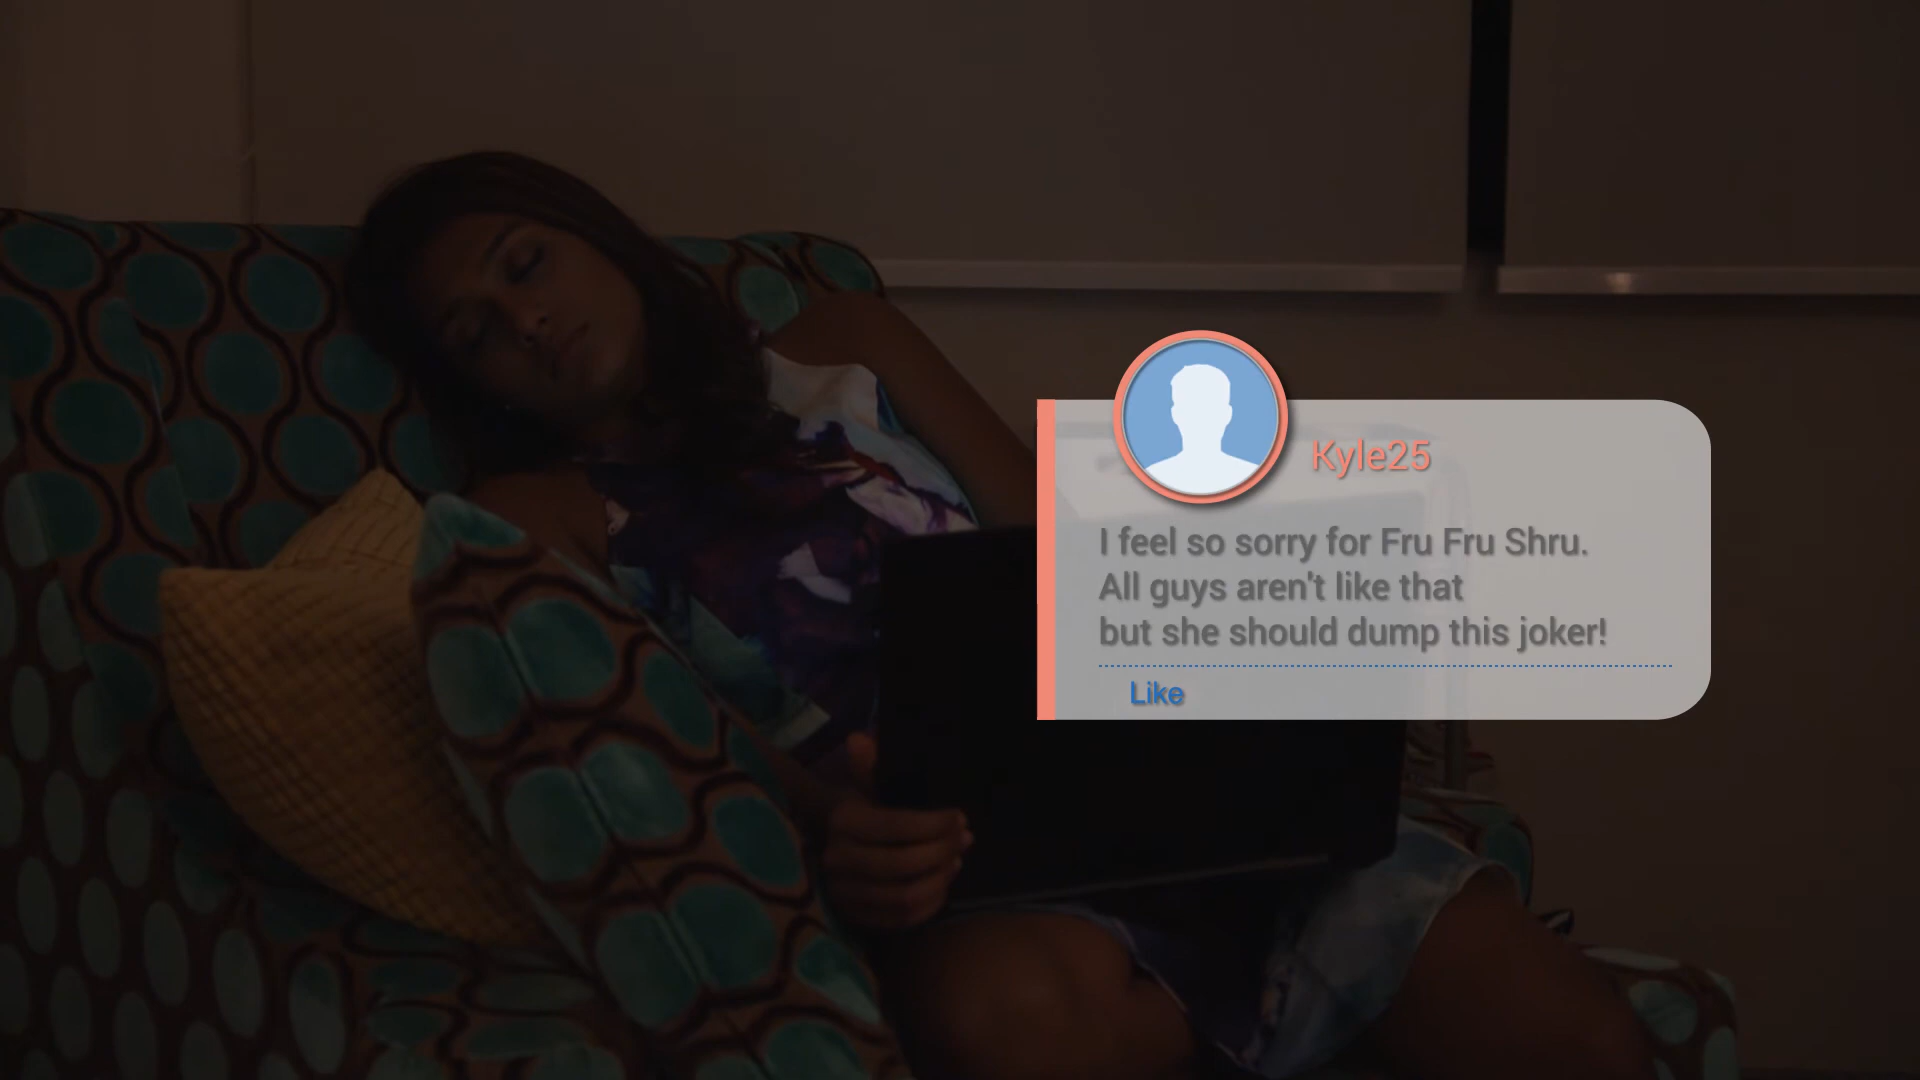 Kyle25
I feel so sorry for Fru Fru Shru.
All guys aren't like that
but she should dump this joker!
Like